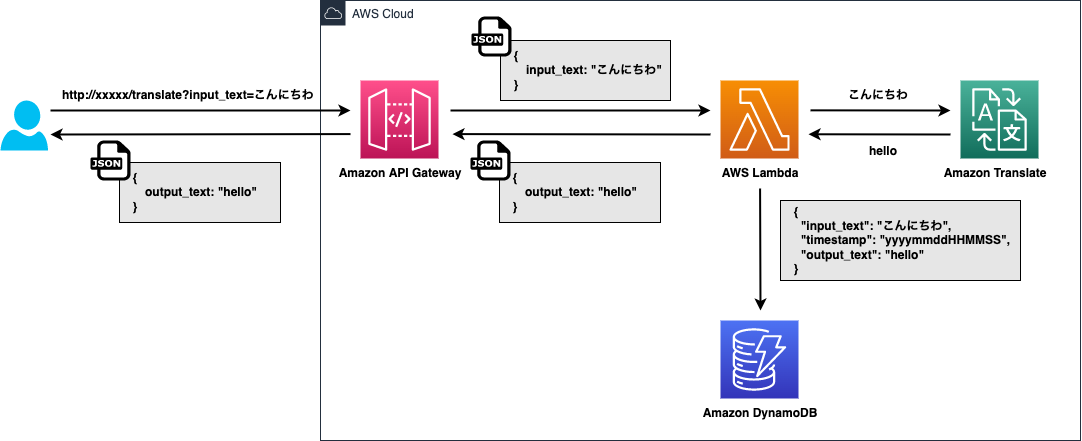 AWS Cloud
JSON
{
input_text: "こんにちわ"
}
http://xxxxx/translate?input_text=こんにちわ
</>
A
文
こんにちわ
hello
Amazon API Gateway
AWS Lambda
Amazon Translate
JSON
{
output_text: "hello"
}
JSON
{
output_text: "hello"
}
{
"input_text": "こんにちわ",
"timestamp": "yyyymmddHHMMSS",
"output_text": "hello"
}
Amazon DynamoDB